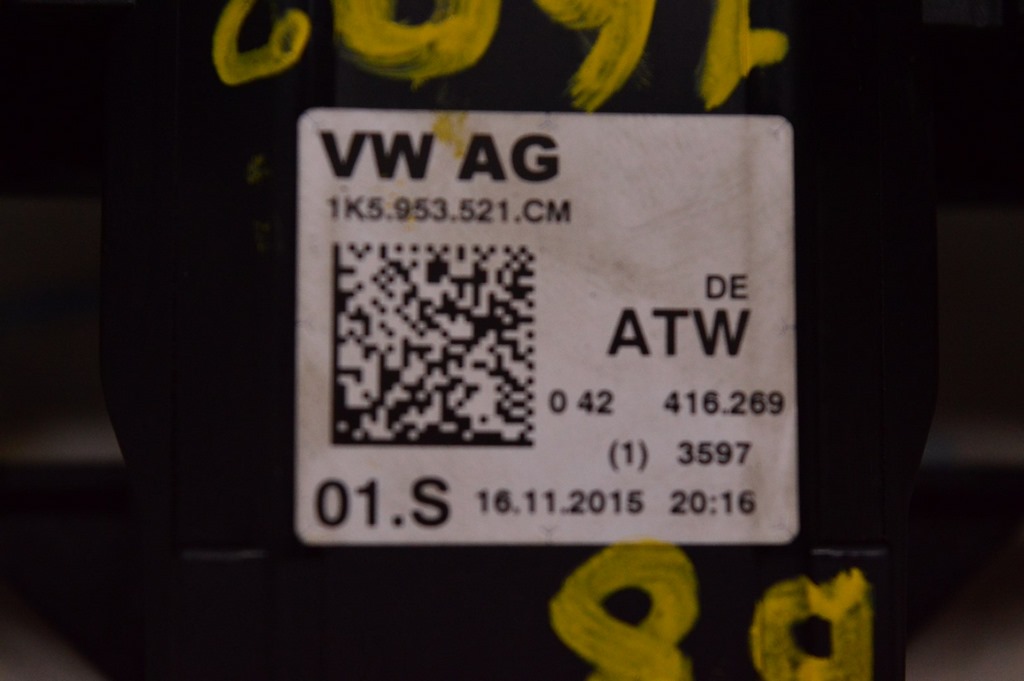 VW AG
1K5.953.521.CM
DE
ATW
0 42 416.269
(1) 3597
01.S 16.11.2015 20:16